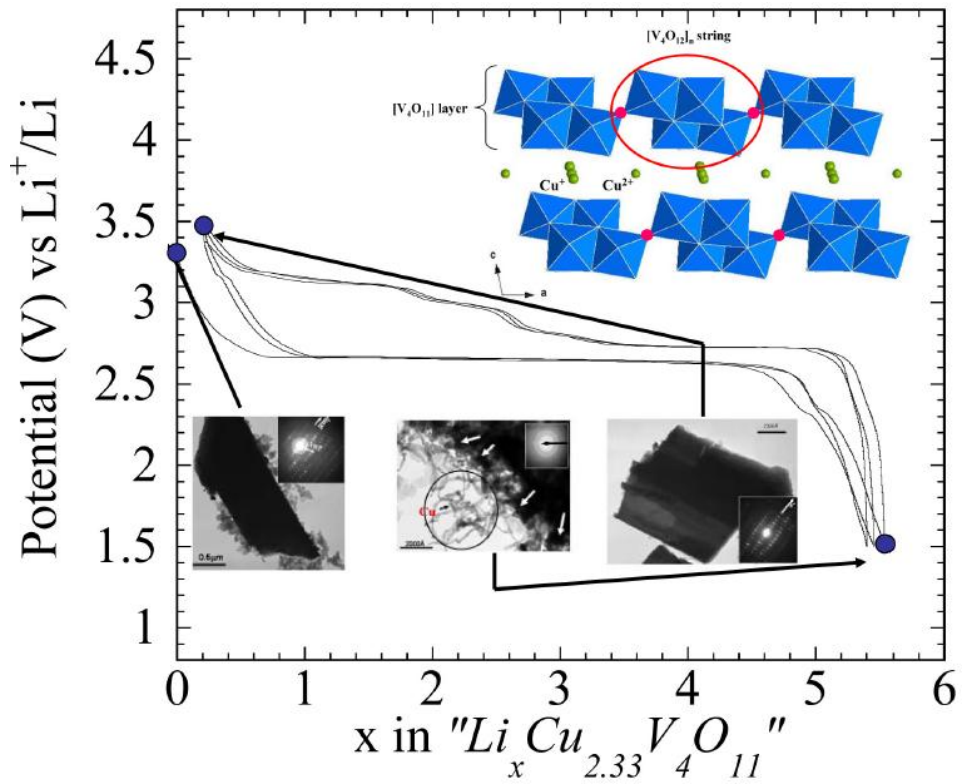 4.5
4
3.5
3
2.5
2
1.5
1
Potential (V) vs Li⁺/Li
[V₄O₁₂]ₙ string
[V₄O₁₁] layer
Cu⁺ Cu²⁺
c
a
0.6μm
Cu
2000Å
0 1 2 3 4 5 6
x in "LiₓCu₂.₃₃V₄O₁₁"